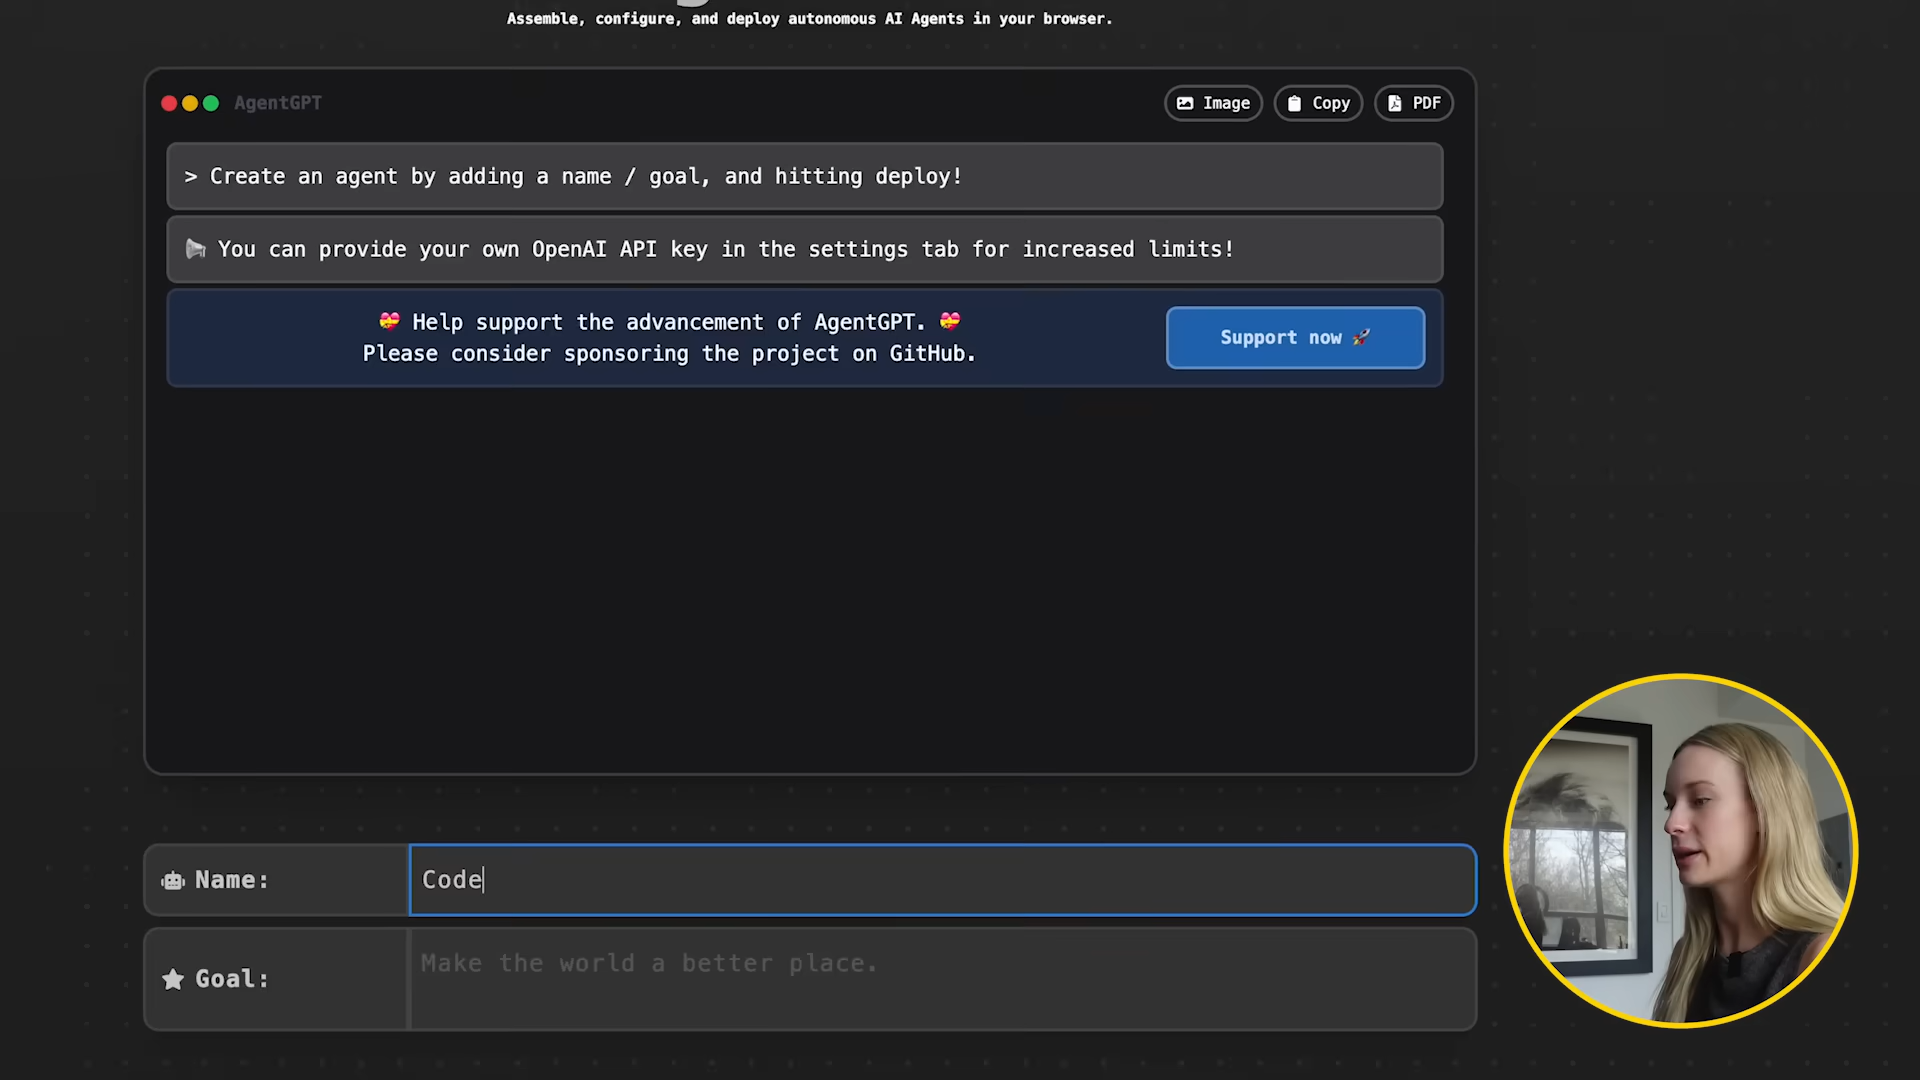 Assemble, configure, and deploy autonomous AI Agents in your browser.
AgentGPT
Image
Copy
PDF
> Create an agent by adding a name / goal, and hitting deploy!
📢 You can provide your own OpenAI API key in the settings tab for increased limits!
💝 Help support the advancement of AgentGPT. 💝
Please consider sponsoring the project on GitHub.
Support now 🚀
Name:
Code
Goal:
Make the world a better place.